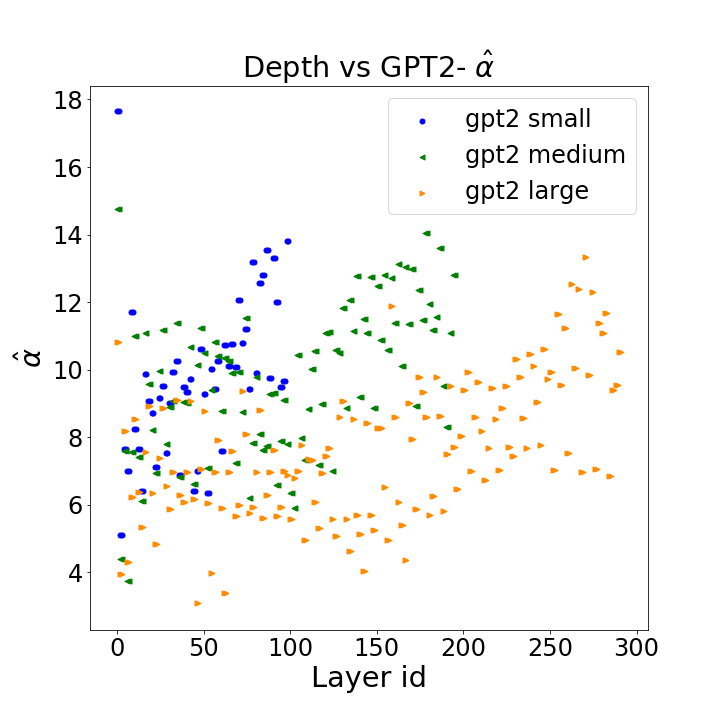 Depth vs GPT2- α̂
gpt2 small
gpt2 medium
gpt2 large
18
16
14
12
10
8
6
4
α̂
0 50 100 150 200 250 300
Layer id